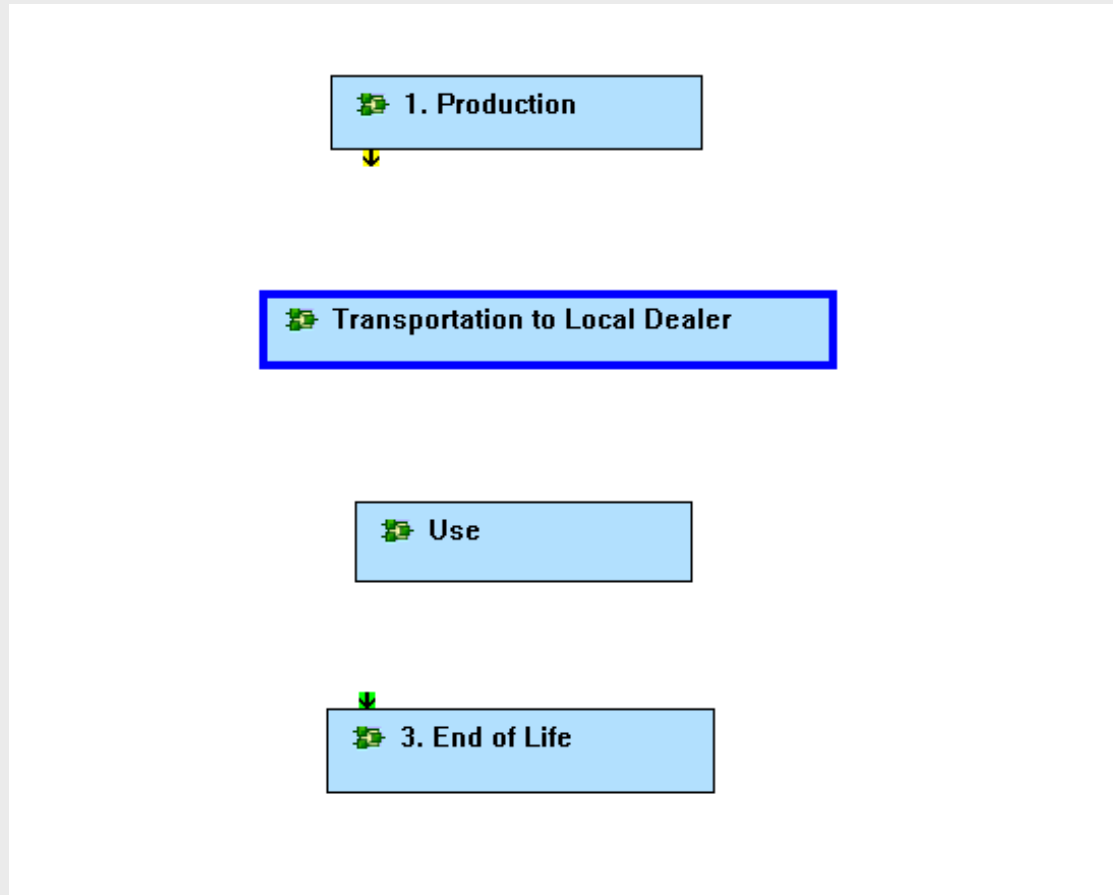 1. Production
Transportation to Local Dealer
Use
3. End of Life